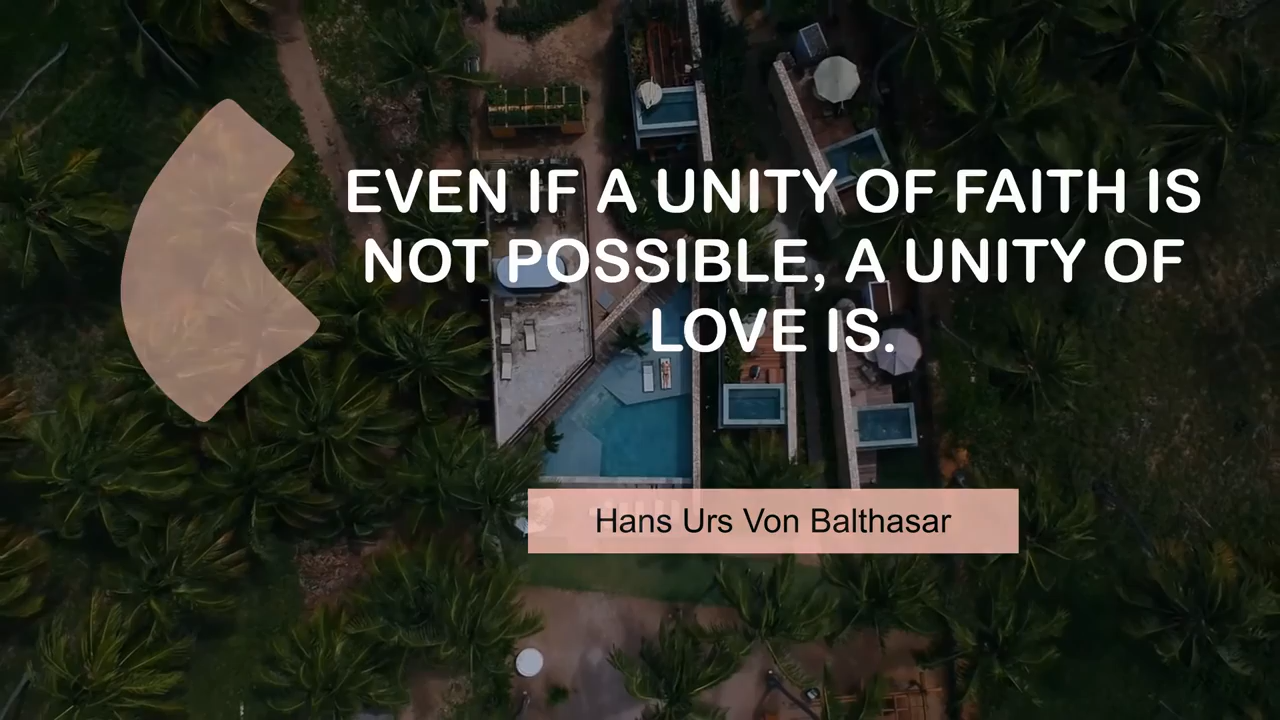 EVEN IF A UNITY OF FAITH IS
NOT POSSIBLE, A UNITY OF
LOVE IS.
Hans Urs Von Balthasar